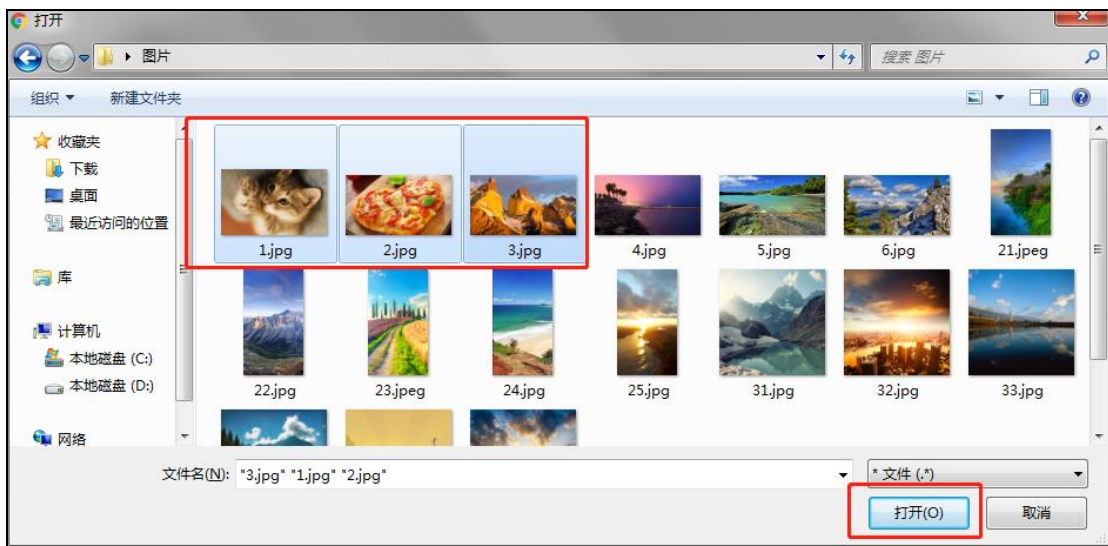 打开
图片
搜索 图片
组织
新建文件夹
收藏夹
下载
桌面
最近访问的位置
库
计算机
本地磁盘 (C:)
本地磁盘 (D:)
网络
1.jpg 2.jpg 3.jpg 4.jpg 5.jpg 6.jpg 21.jpeg
22.jpg 23.jpeg 24.jpg 25.jpg 31.jpg 32.jpg 33.jpg
文件名(N): "3.jpg" "1.jpg" "2.jpg"
* 文件 (.*)
打开(O) 取消